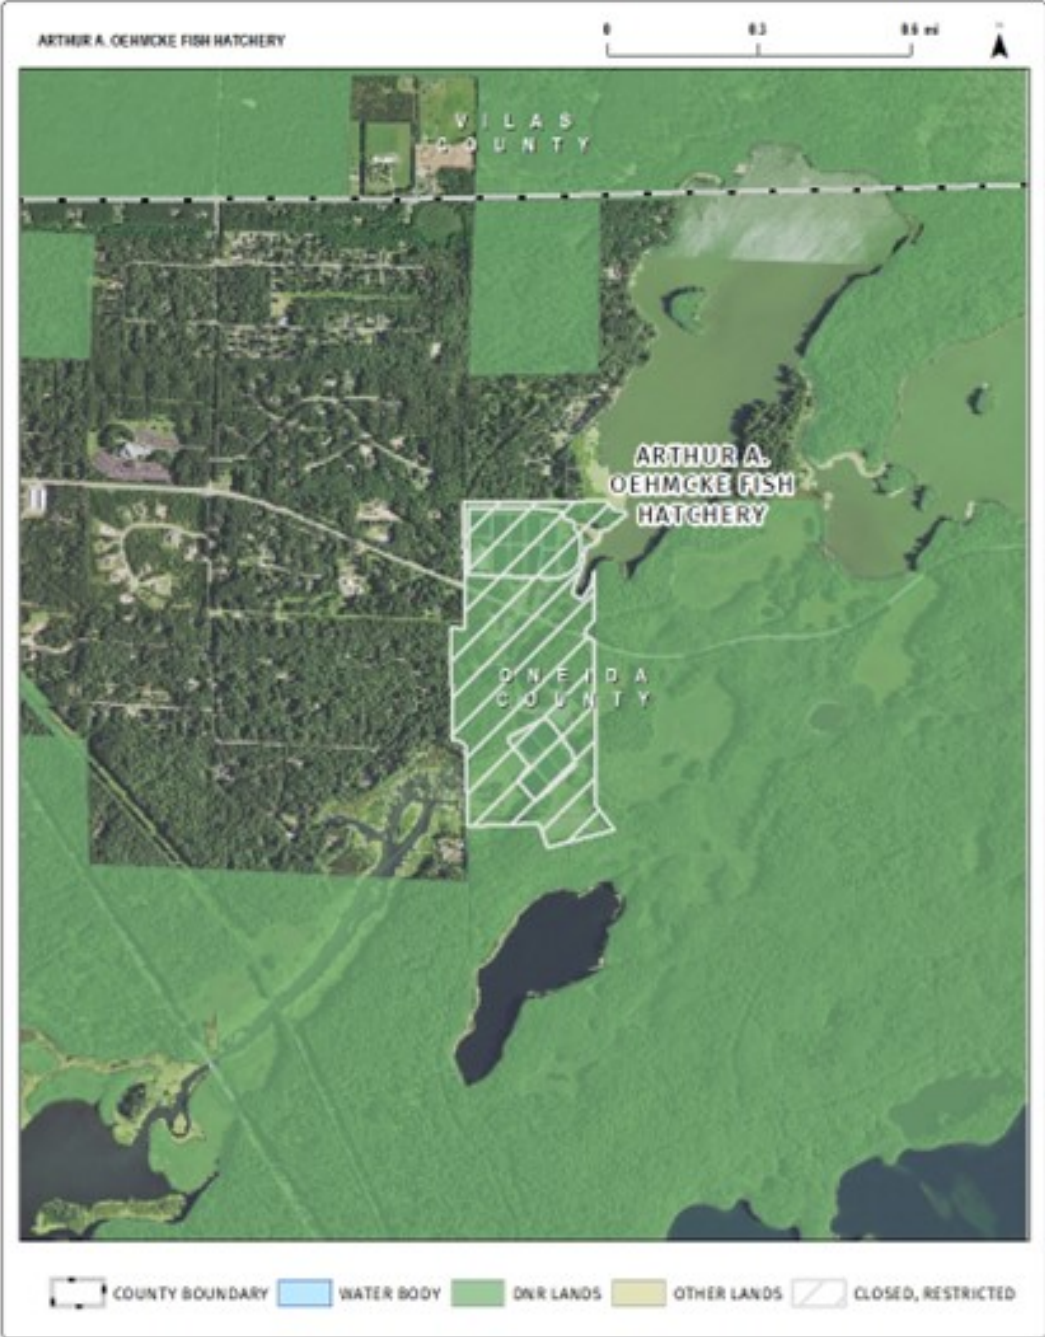 ARTHUR A. OEHMCKE FISH HATCHERY
0 0.3 0.6 mi
VILAS
COUNTY
ARTHUR A.
OEHMCKE FISH
HATCHERY
ONEIDA
COUNTY
COUNTY BOUNDARY WATER BODY DNR LANDS OTHER LANDS CLOSED, RESTRICTED